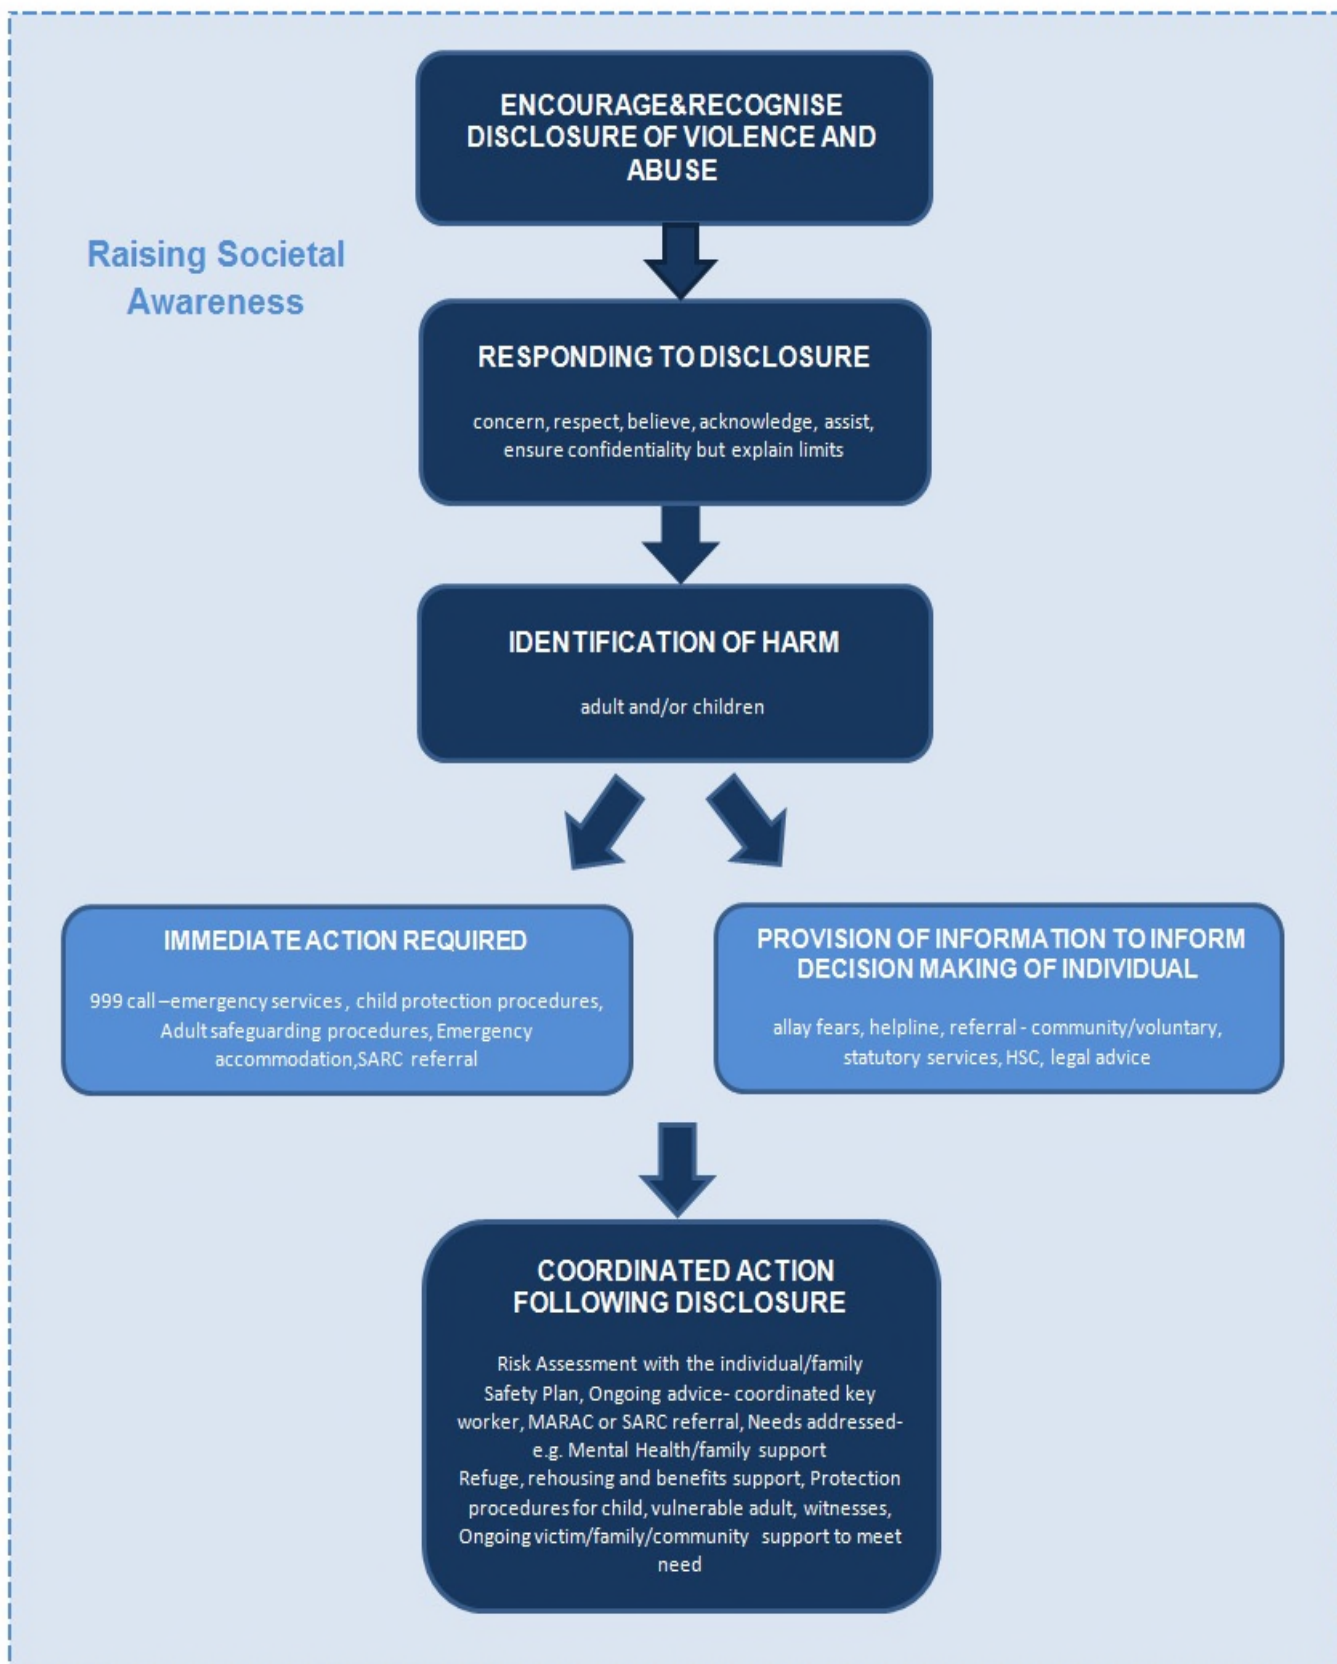 ENCOURAGE&RECOGNISE
DISCLOSURE OF VIOLENCE AND
ABUSE
Raising Societal
Awareness
RESPONDING TO DISCLOSURE
concern, respect, believe, acknowledge, assist,
ensure confidentiality but explain limits
IDENTIFICATION OF HARM
adult and/or children
IMMEDIATE ACTION REQUIRED
999 call –emergency services , child protection procedures,
Adult safeguarding procedures, Emergency
accommodation,SARC referral
PROVISION OF INFORMATION TO INFORM
DECISION MAKING OF INDIVIDUAL
allay fears, helpline, referral - community/voluntary,
statutory services, HSC, legal advice
COORDINATED ACTION
FOLLOWING DISCLOSURE
Risk Assessment with the individual/family
Safety Plan, Ongoing advice- coordinated key
worker, MARAC or SARC referral, Needs addressed-
e.g. Mental Health/family support
Refuge, rehousing and benefits support, Protection
procedures for child, vulnerable adult, witnesses,
Ongoing victim/family/community support to meet
need